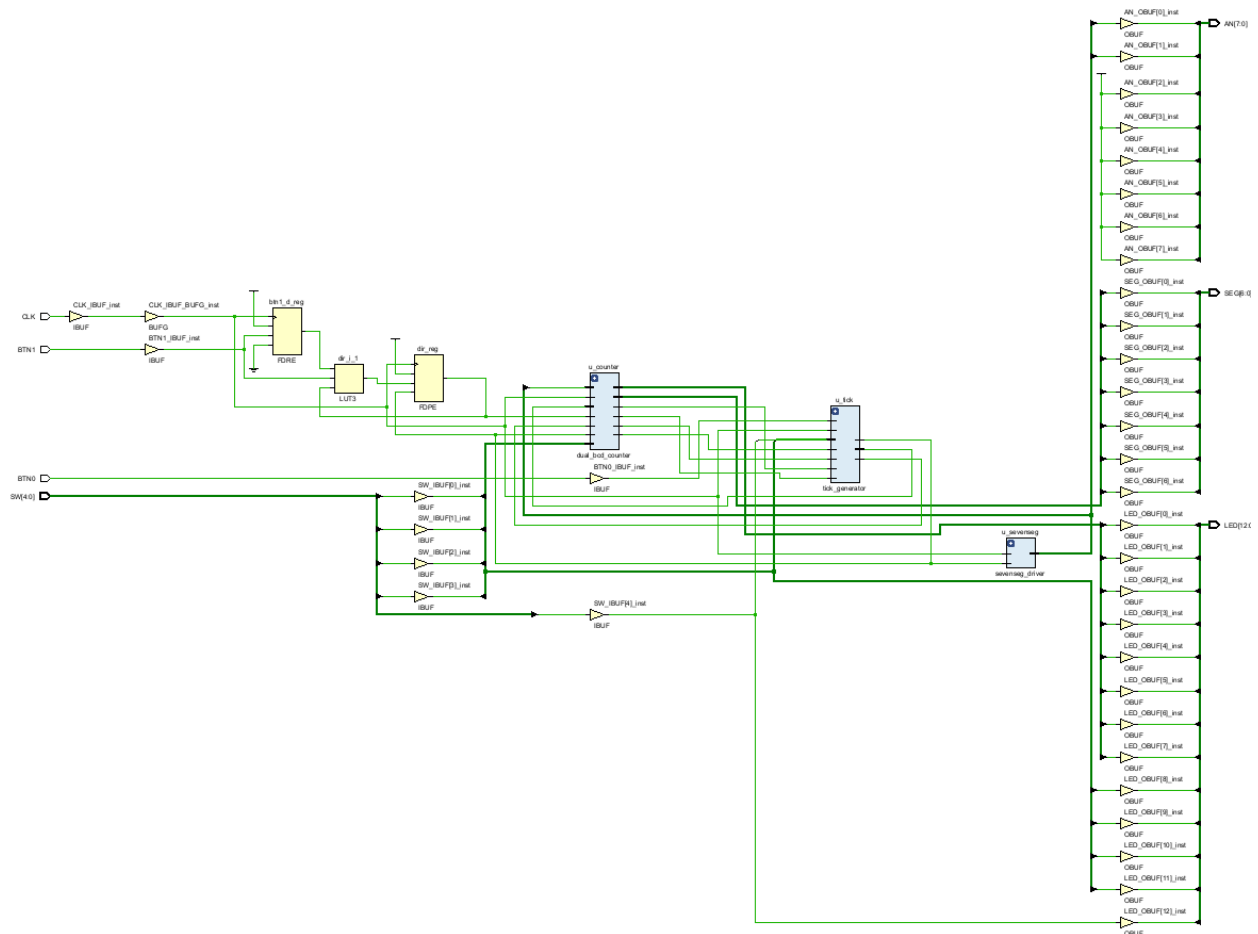 AN_OBUF[0]_inst
AN[7:0]
OBUF
AN_OBUF[1]_inst
OBUF
AN_OBUF[2]_inst
OBUF
AN_OBUF[3]_inst
OBUF
AN_OBUF[4]_inst
OBUF
AN_OBUF[5]_inst
OBUF
AN_OBUF[6]_inst
OBUF
AN_OBUF[7]_inst
OBUF
SEG_OBUF[0]_inst
SEG[6:0]
OBUF
SEG_OBUF[1]_inst
OBUF
SEG_OBUF[2]_inst
OBUF
SEG_OBUF[3]_inst
OBUF
SEG_OBUF[4]_inst
OBUF
SEG_OBUF[5]_inst
OBUF
SEG_OBUF[6]_inst
OBUF
CLK
CLK_IBUF_inst
IBUF
CLK_IBUF_BUFG_inst
BUFG
BTN1
BTN1_IBUF_inst
IBUF
btn1_d_reg
FDRE
dir_i_1
LUT3
dir_reg
FDPE
u_counter
dual_bcd_counter
u_tick
tick_generator
BTN0
BTN0_IBUF_inst
IBUF
SW[4:0]
SW_IBUF[0]_inst
IBUF
SW_IBUF[1]_inst
IBUF
SW_IBUF[2]_inst
IBUF
SW_IBUF[3]_inst
IBUF
SW_IBUF[4]_inst
IBUF
u_sevenseg
sevenseg_driver
LED_OBUF[0]_inst
LED[12:0
OBUF
LED_OBUF[1]_inst
OBUF
LED_OBUF[2]_inst
OBUF
LED_OBUF[3]_inst
OBUF
LED_OBUF[4]_inst
OBUF
LED_OBUF[5]_inst
OBUF
LED_OBUF[6]_inst
OBUF
LED_OBUF[7]_inst
OBUF
LED_OBUF[8]_inst
OBUF
LED_OBUF[9]_inst
OBUF
LED_OBUF[10]_inst
OBUF
LED_OBUF[11]_inst
OBUF
LED_OBUF[12]_inst
OBUF